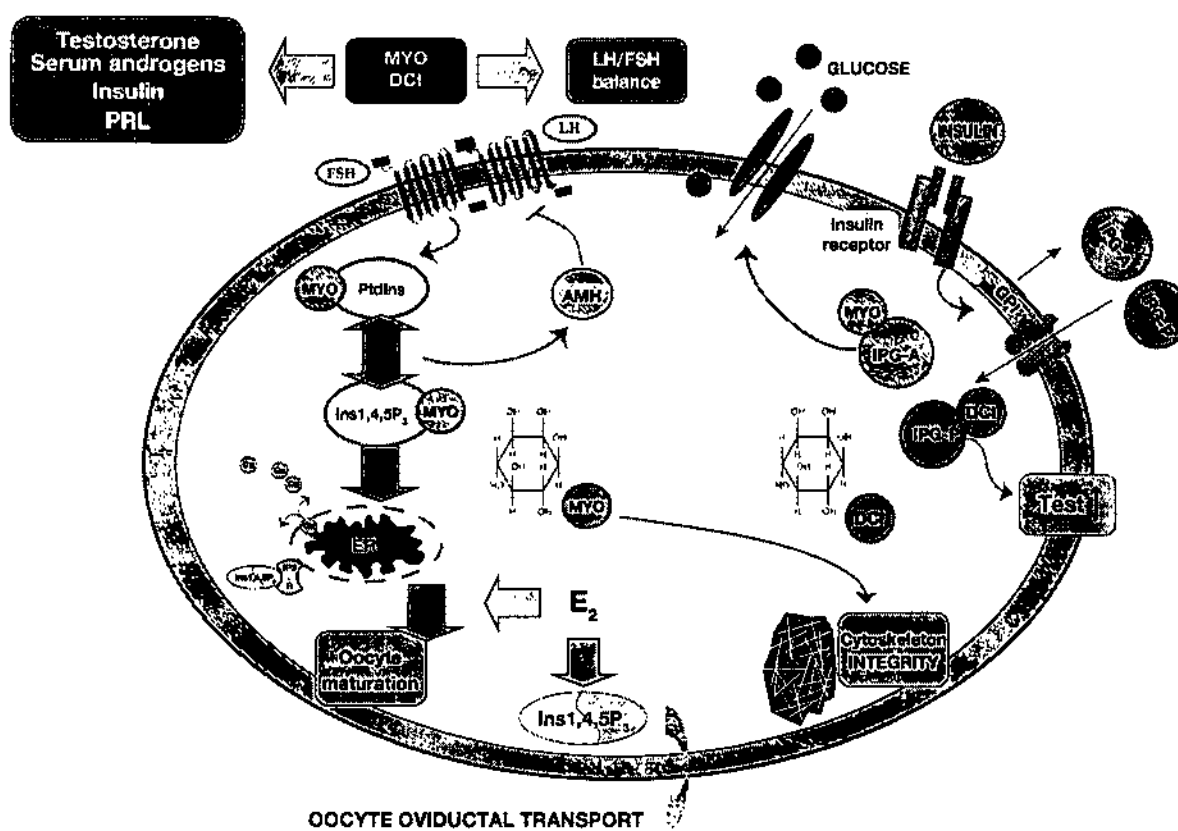 Testosterone
Serum androgens
Insulin
PRL
MYO
DCI
LH/FSH
balance
GLUCOSE
INSULIN
LH
FSH
Insulin
receptor
MYO
PtdIns
AMH
MYO
IPG-A
Ins1,4,5P3
MYO
DCI
IPG-P
MYO
DCI
Test
ER
E2
Oocyte
maturation
Cytoskeleton
INTEGRITY
Ins1,4,5P3
OOCYTE OVIDUCTAL TRANSPORT